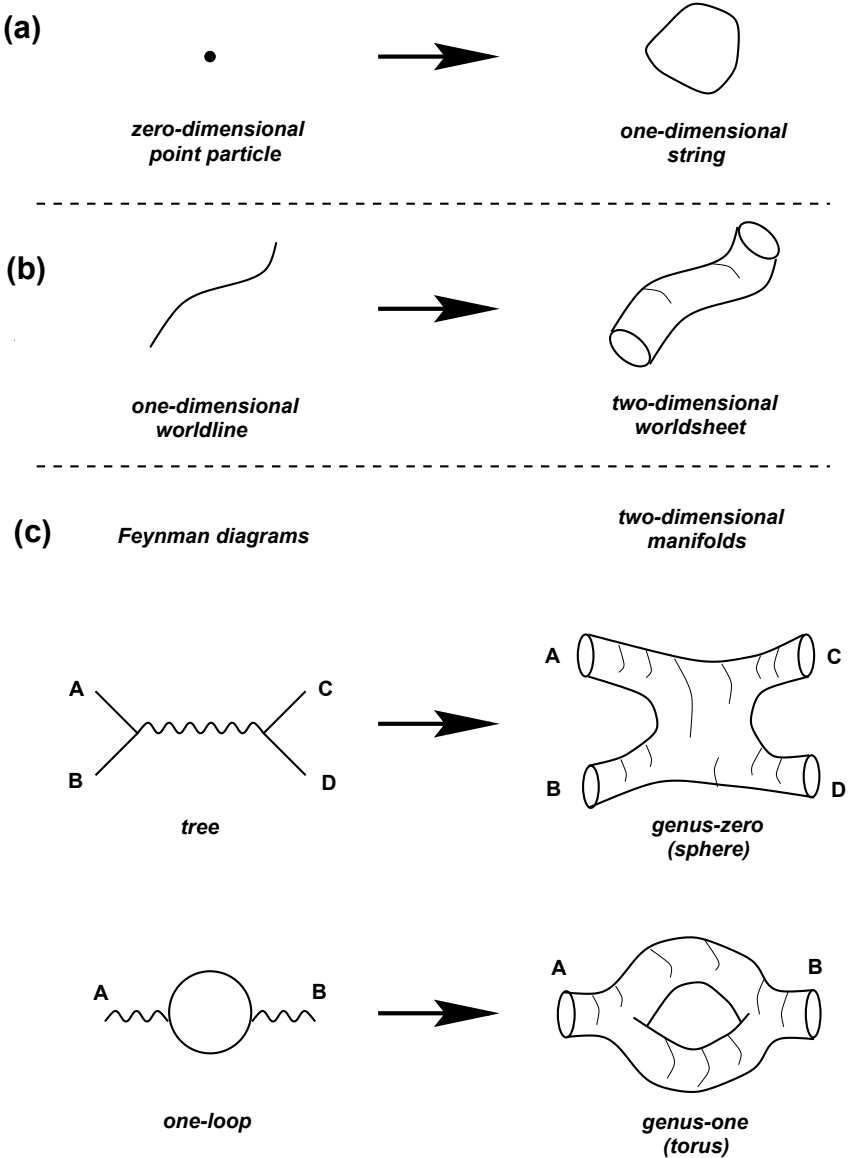 (a)
zero-dimensional
point particle
one-dimensional
string
(b)
one-dimensional
worldline
two-dimensional
worldsheet
(c)
Feynman diagrams
two-dimensional
manifolds
A
C
B
D
tree
A
C
B
D
genus-zero
(sphere)
A
B
one-loop
A
B
genus-one
(torus)